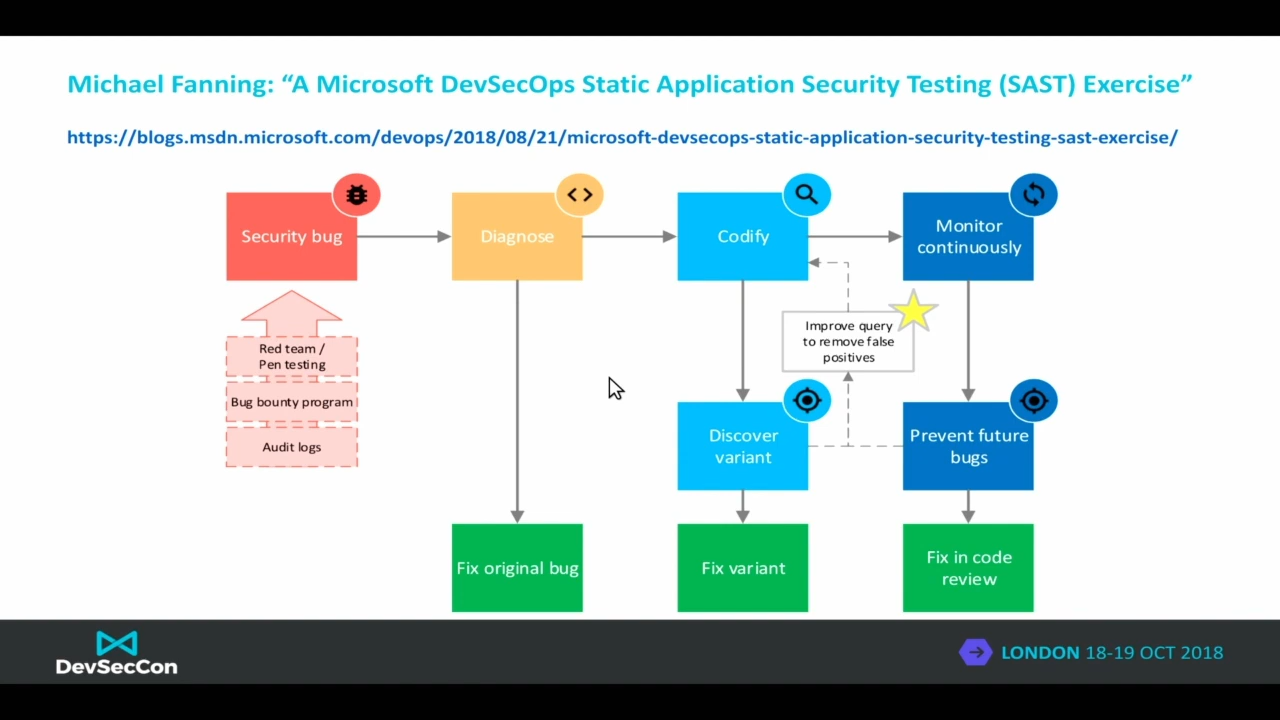 Michael Fanning: “A Microsoft DevSecOps Static Application Security Testing (SAST) Exercise”
https://blogs.msdn.microsoft.com/devops/2018/08/21/microsoft-devsecops-static-application-security-testing-sast-exercise/
Security bug
Diagnose
Codify
Monitor
continuously
Improve query
to remove false
positives
Red team /
Pen testing
Bug bounty program
Audit logs
Discover
variant
Prevent future
bugs
Fix original bug
Fix variant
Fix in code
review
DevSecCon
LONDON 18-19 OCT 2018